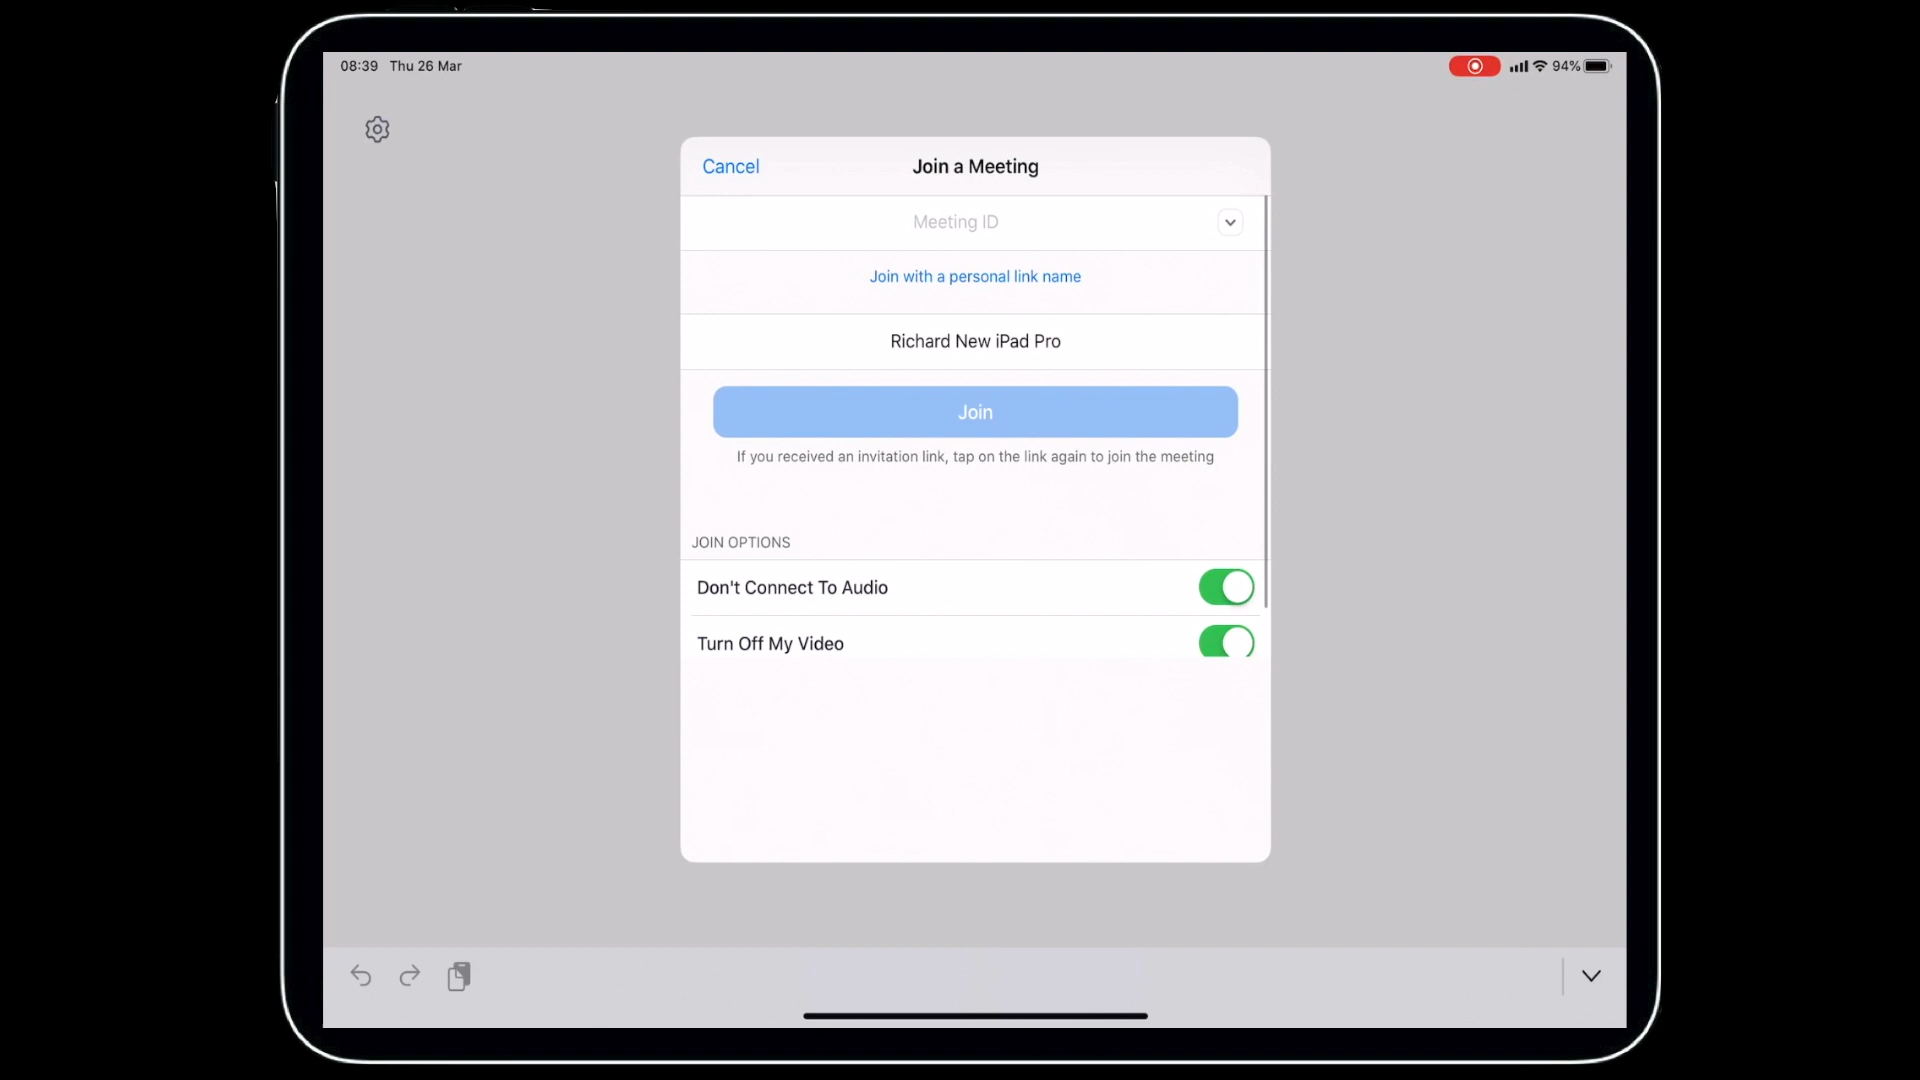 08:39 Thu 26 Mar
94%
Cancel
Join a Meeting
Meeting ID
Join with a personal link name
Richard New iPad Pro
Join
If you received an invitation link, tap on the link again to join the meeting
JOIN OPTIONS
Don't Connect To Audio
Turn Off My Video